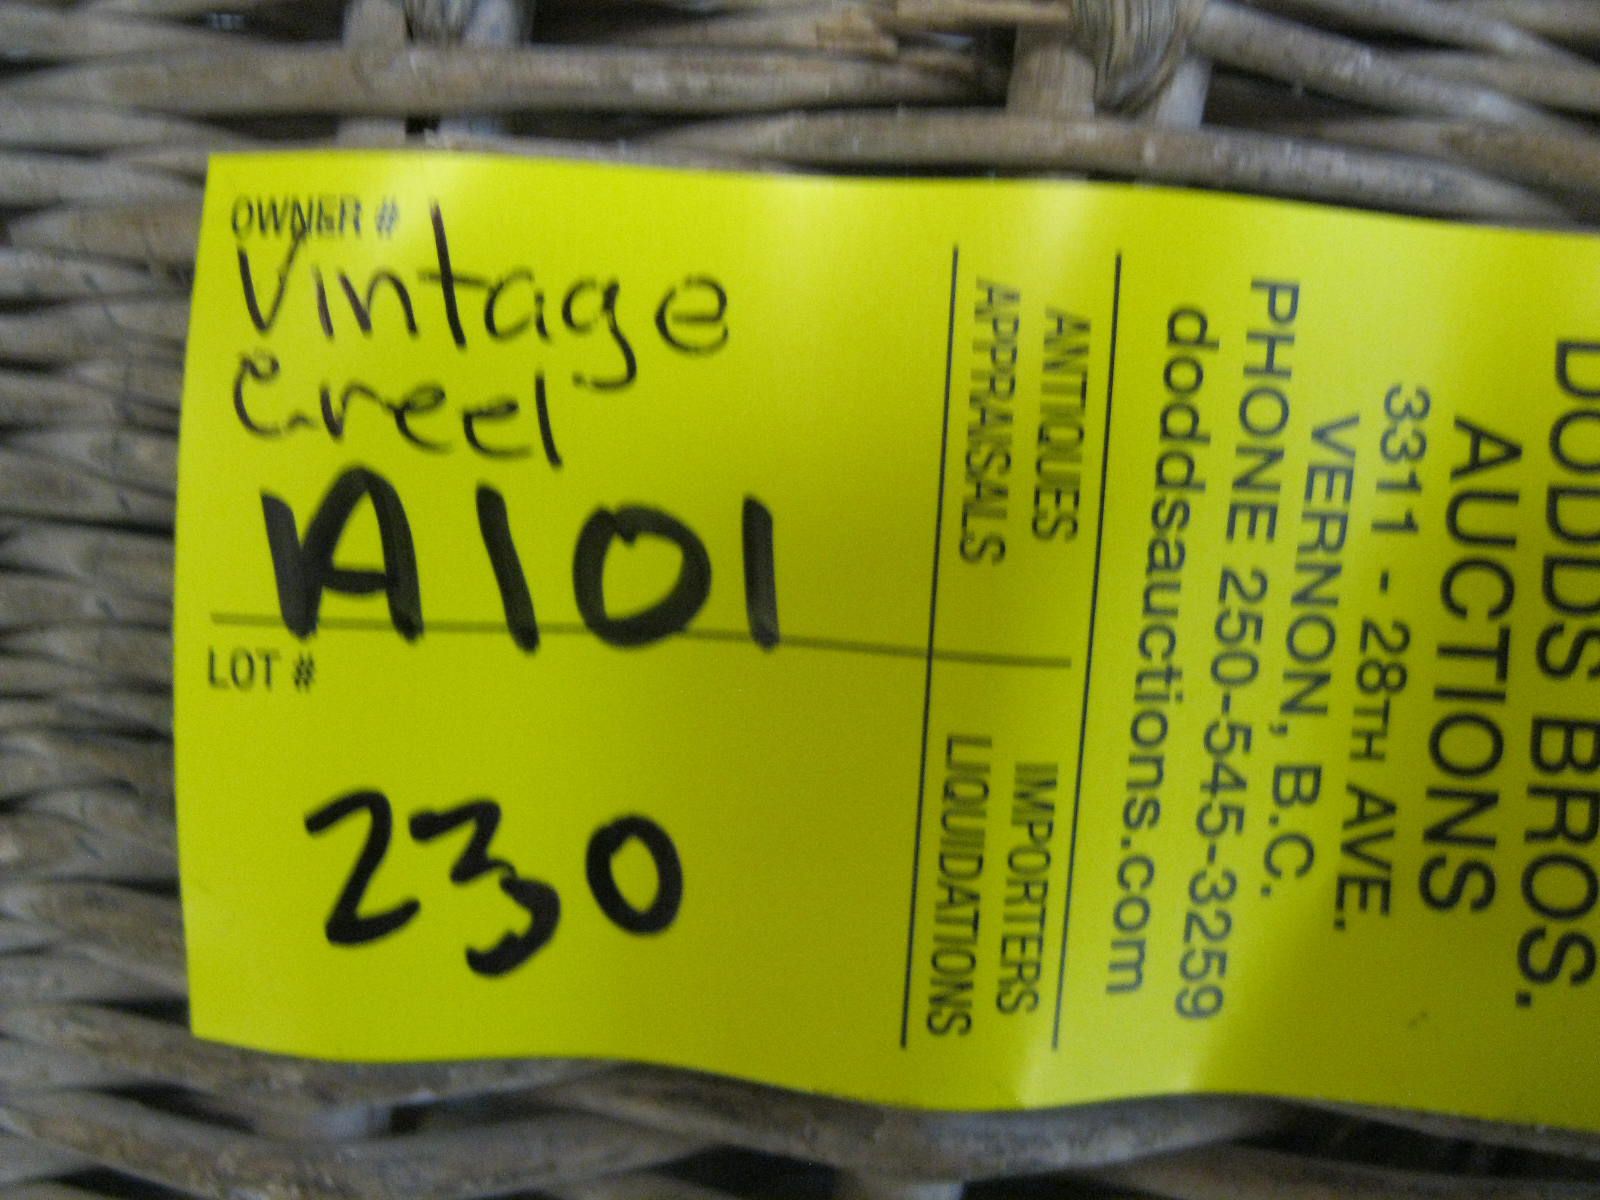 OWNER #
Vintage
Creel
A101
LOT #
230
ANTIQUES
APPRAISALS
IMPORTERS
LIQUIDATIONS
DODDS BROS.
AUCTIONS
3311 - 28TH AVE.
VERNON, B.C.
PHONE 250-545-3259
doddsauctions.com